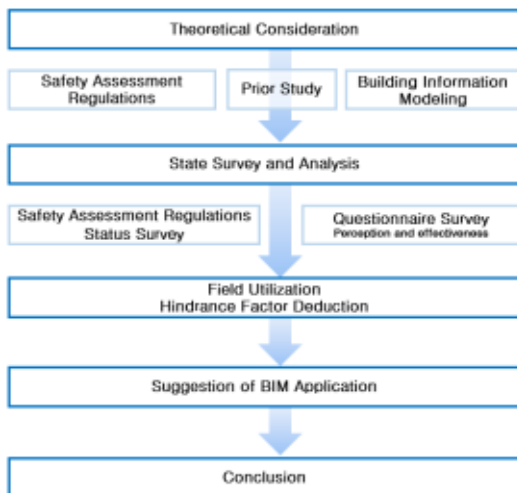 Theoretical Consideration
Safety Assessment
Regulations
Prior Study
Building Information
Modeling
State Survey and Analysis
Safety Assessment Regulations
Status Survey
Questionnaire Survey
Perception and effectiveness
Field Utilization
Hindrance Factor Deduction
Suggestion of BIM Application
Conclusion